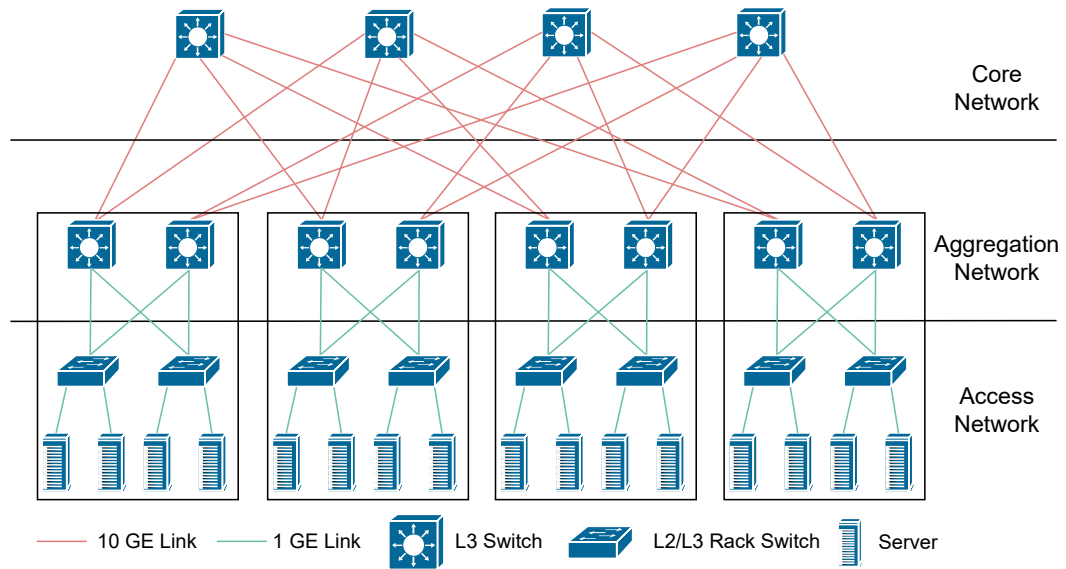 Core
Network
Aggregation
Network
Access
Network
10 GE Link
1 GE Link
L3 Switch
L2/L3 Rack Switch
Server